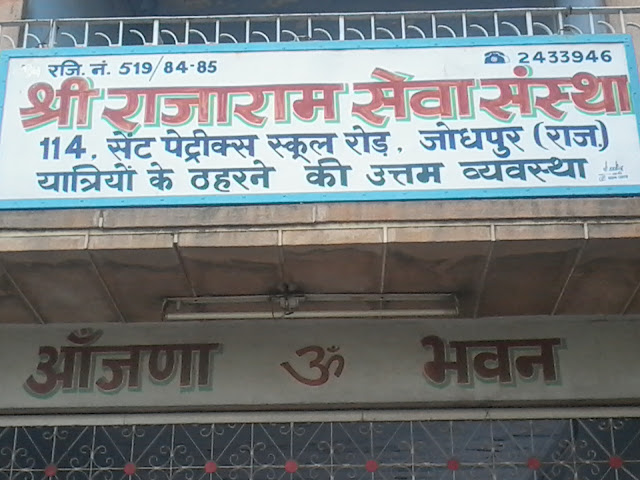 रजि. नं. 519/84-85 ☎ 2433946
श्री राजाराम सेवा संस्था
114, सेंट पेट्रीक्स स्कूल रोड़, जोधपुर (राज.)
यात्रियों के ठहरने की उत्तम व्यवस्था
आँजणा ॐ भवन